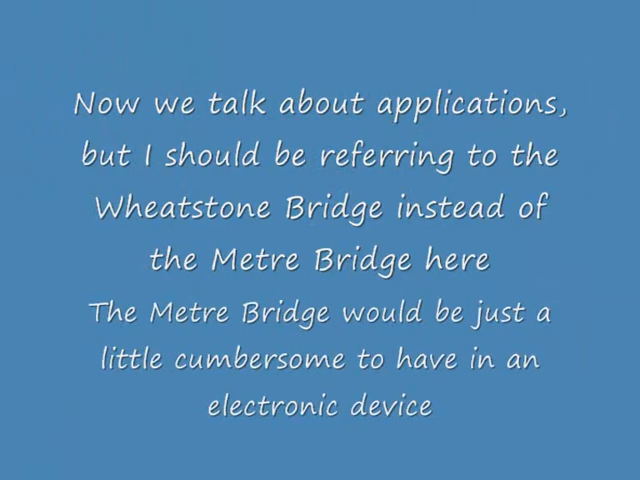 Now we talk about applications,
but I should be referring to the
Wheatstone Bridge instead of
the Metre Bridge here
The Metre Bridge would be just a
little cumbersome to have in an
electronic device